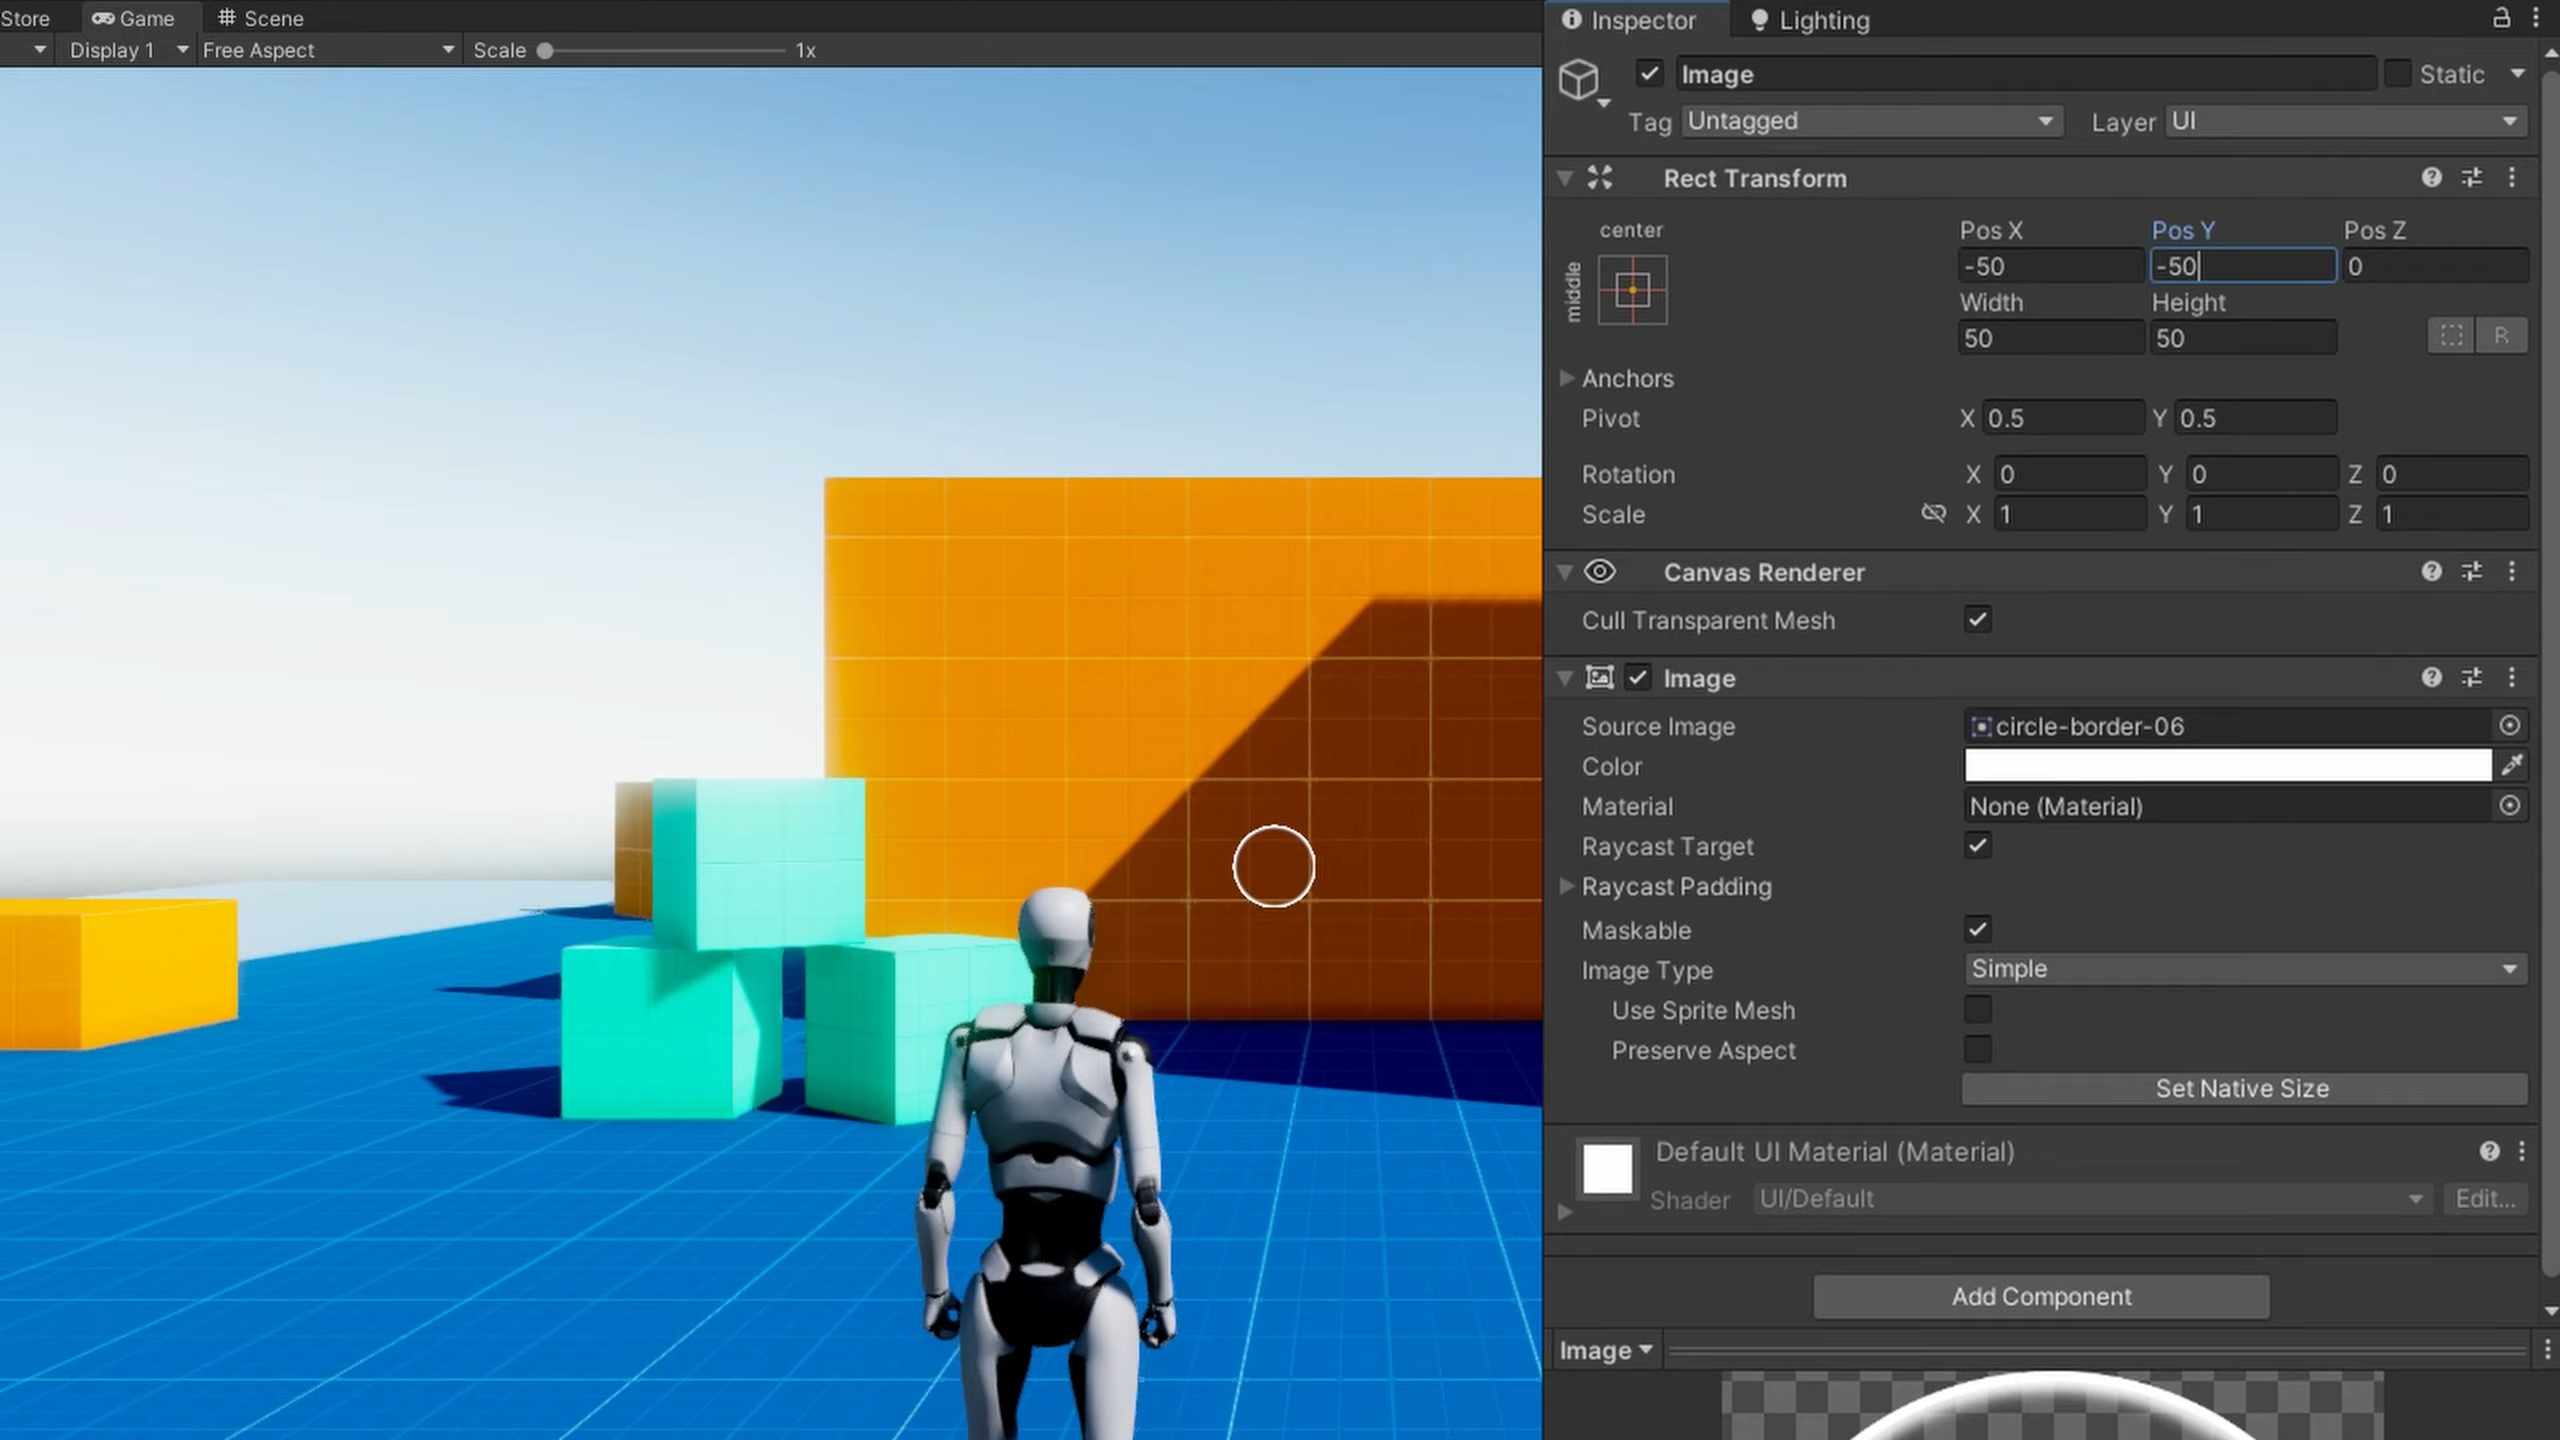 Store Game Scene
Display 1 Free Aspect Scale 1x
Inspector Lighting
Image Static
Tag Untagged Layer UI
Rect Transform
center Pos X Pos Y Pos Z
middle -50 -50 0
Width Height
50 50 R
Anchors
Pivot X 0.5 Y 0.5
Rotation X 0 Y 0 Z 0
Scale X 1 Y 1 Z 1
Canvas Renderer
Cull Transparent Mesh
Image
Source Image circle-border-06
Color
Material None (Material)
Raycast Target
Raycast Padding
Maskable
Image Type Simple
Use Sprite Mesh
Preserve Aspect
Set Native Size
Default UI Material (Material)
Shader UI/Default Edit...
Add Component
Image